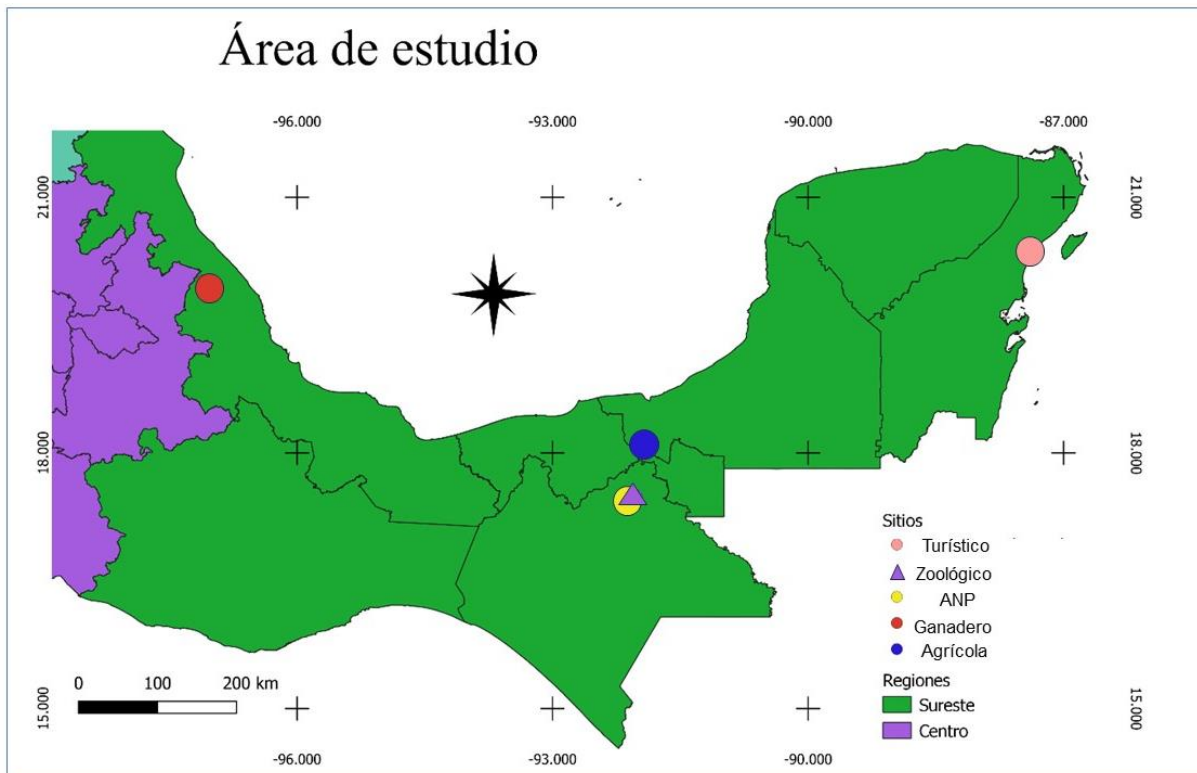 Área de estudio
-96.000
-93.000
-90.000
-87.000
21.000
21.000
18.000
18.000
Sitios
Turístico
Zoológico
ANP
Ganadero
Agrícola
0 100 200 km
Regiones
Sureste
Centro
15.000
15.000
-96.000
-93.000
-90.000